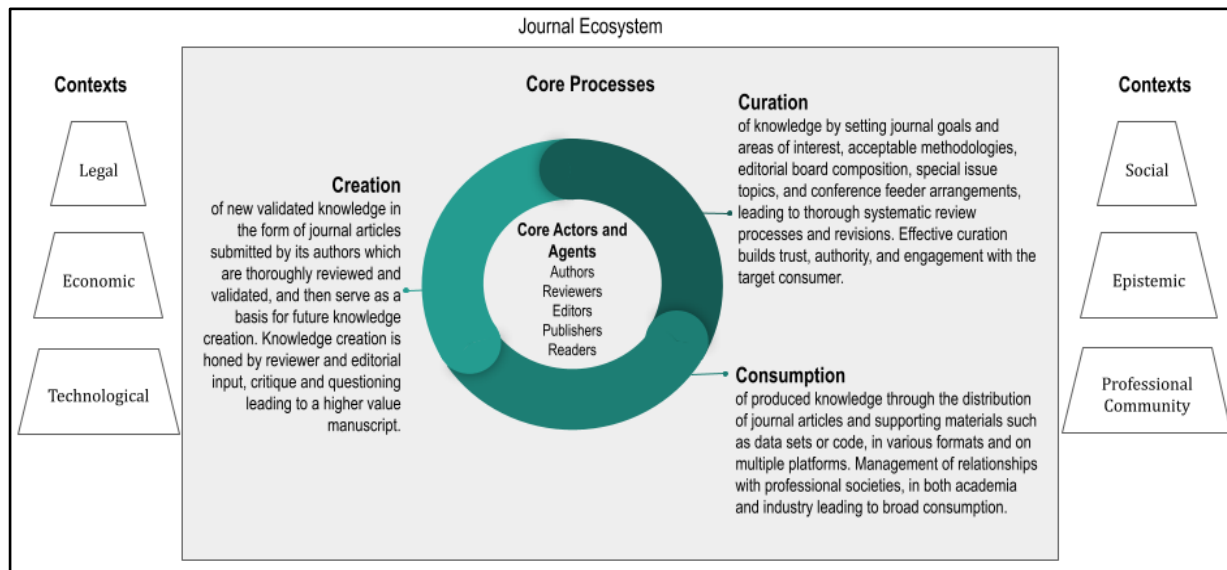 Journal Ecosystem
Contexts
Legal
Economic
Technological
Core Processes
Creation
of new validated knowledge in
the form of journal articles
submitted by its authors which
are thoroughly reviewed and
validated, and then serve as a
basis for future knowledge
creation. Knowledge creation is
honed by reviewer and editorial
input, critique and questioning
leading to a higher value
manuscript.
Core Actors and
Agents
Authors
Reviewers
Editors
Publishers
Readers
Curation
of knowledge by setting journal goals and
areas of interest, acceptable methodologies,
editorial board composition, special issue
topics, and conference feeder arrangements,
leading to thorough systematic review
processes and revisions. Effective curation
builds trust, authority, and engagement with the
target consumer.
Consumption
of produced knowledge through the distribution
of journal articles and supporting materials such
as data sets or code, in various formats and on
multiple platforms. Management of relationships
with professional societies, in both academia
and industry leading to broad consumption.
Contexts
Social
Epistemic
Professional
Community